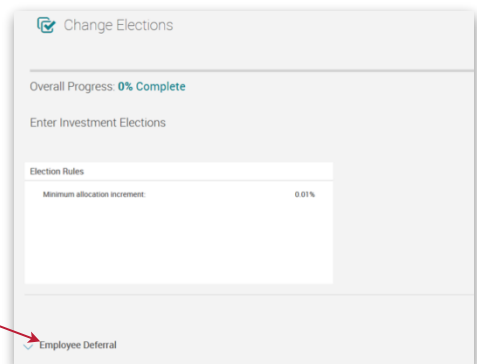 Change Elections
Overall Progress: 0% Complete
Enter Investment Elections
Election Rules
Minimum allocation increment: 0.01%
Employee Deferral